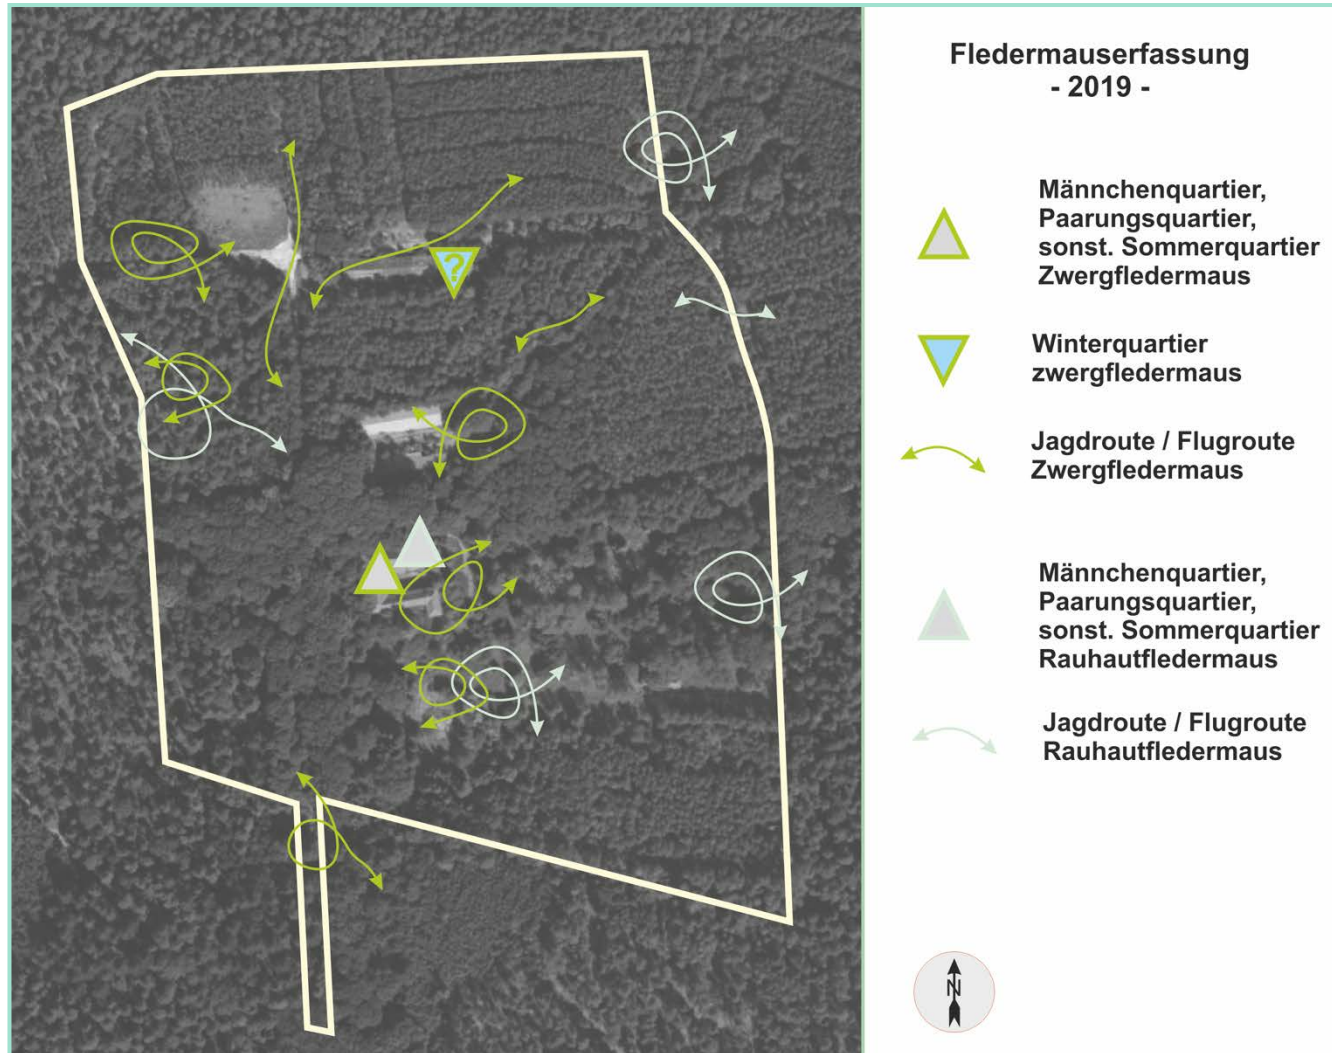 Fledermauserfassung
- 2019 -
Männchenquartier,
Paarungsquartier,
sonst. Sommerquartier
Zwergfledermaus
Winterquartier
zwergfledermaus
Jagdroute / Flugroute
Zwergfledermaus
Männchenquartier,
Paarungsquartier,
sonst. Sommerquartier
Rauhautfledermaus
Jagdroute / Flugroute
Rauhautfledermaus
?
N